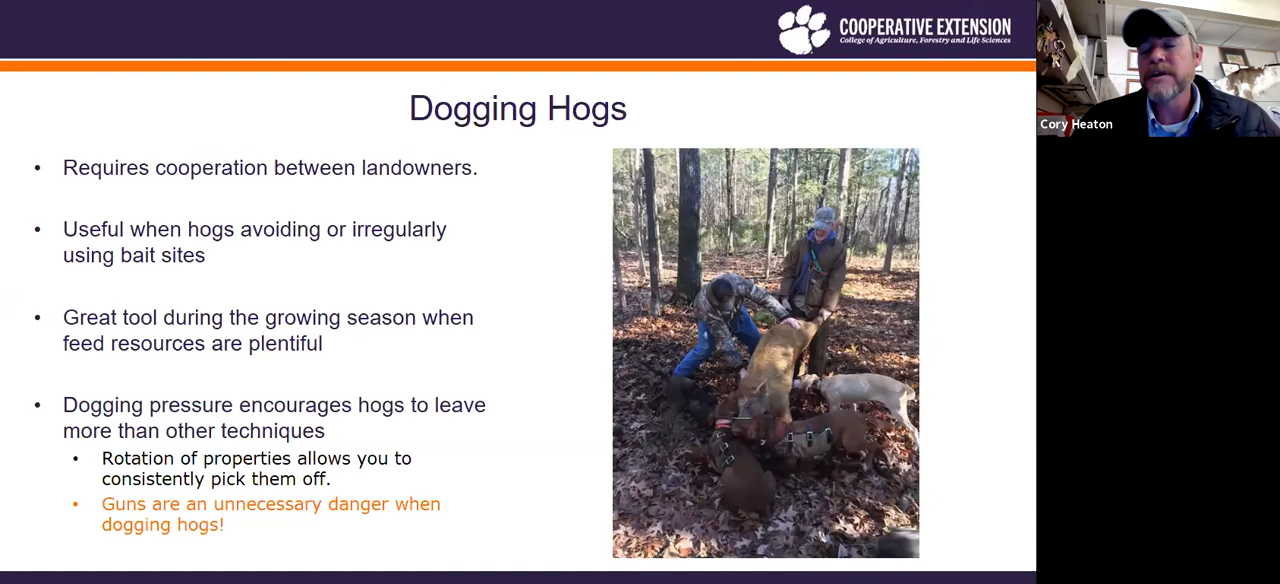 COOPERATIVE EXTENSION
College of Agriculture, Forestry and Life Sciences
Cory Heaton
Dogging Hogs
• Requires cooperation between landowners.
• Useful when hogs avoiding or irregularly
using bait sites
• Great tool during the growing season when
feed resources are plentiful
• Dogging pressure encourages hogs to leave
more than other techniques
• Rotation of properties allows you to
consistently pick them off.
• Guns are an unnecessary danger when
dogging hogs!